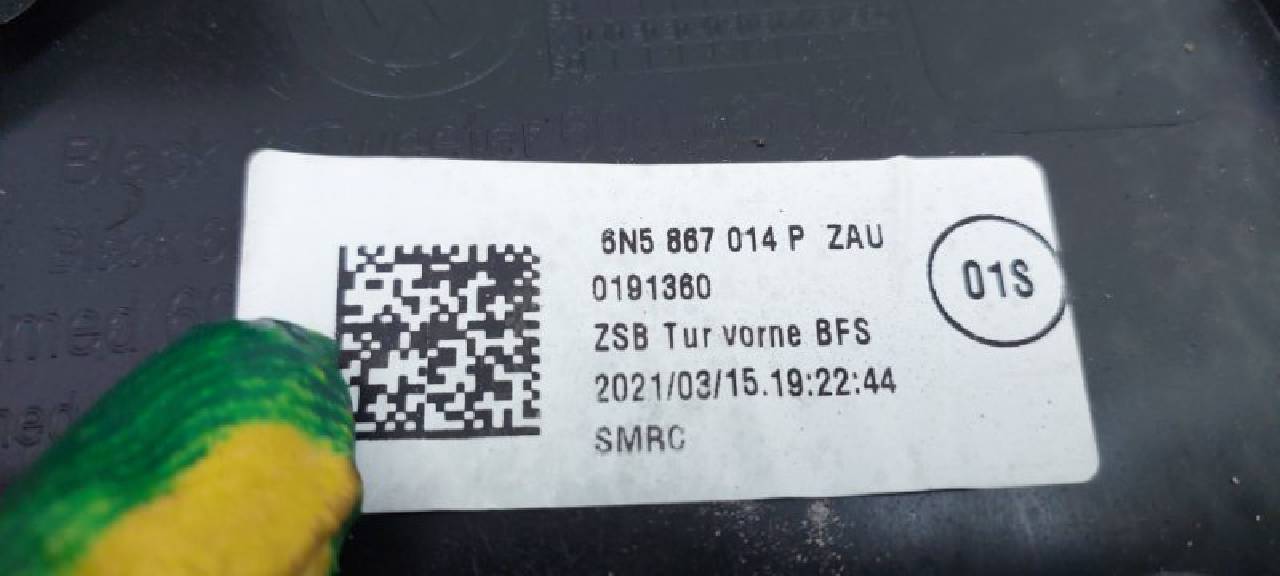 6N5 867 014 P ZAU
01S
0191360
ZSB Tur vorne BFS
2021/03/15.19:22:44
SMRC